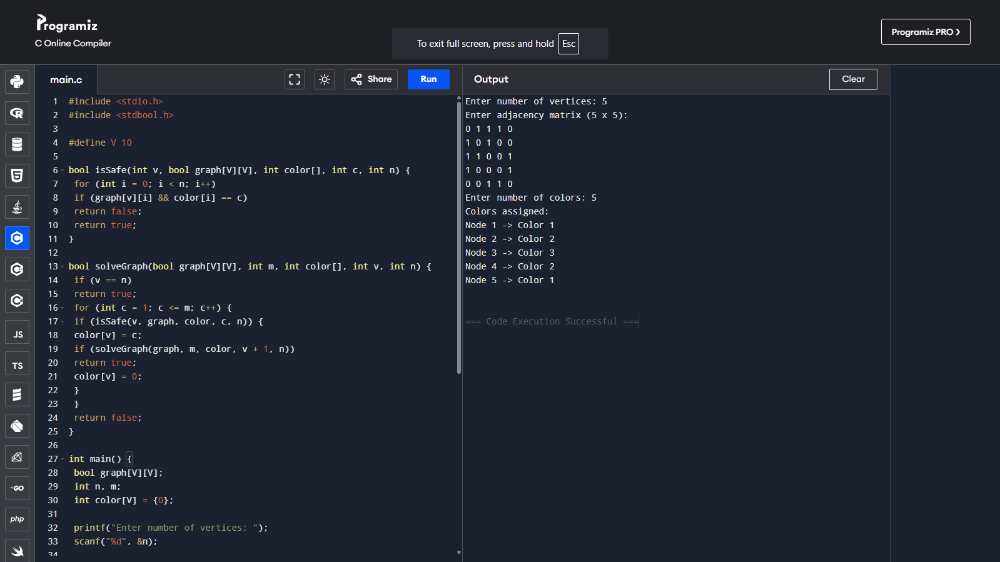 Programiz
C Online Compiler
To exit full screen, press and hold Esc
Programiz PRO ❯
main.c
Share
Run
Output
Clear
1 #include <stdio.h>
2 #include <stdbool.h>
3
4 #define V 10
5
6 bool isSafe(int v, bool graph[V][V], int color[], int c, int n) {
7 for (int i = 0; i < n; i++)
8 if (graph[v][i] && color[i] == c)
9 return false;
10 return true;
11 }
12
13 bool solveGraph(bool graph[V][V], int m, int color[], int v, int n) {
14 if (v == n)
15 return true;
16 for (int c = 1; c <= m; c++) {
17 if (isSafe(v, graph, color, c, n)) {
18 color[v] = c;
19 if (solveGraph(graph, m, color, v + 1, n))
20 return true;
21 color[v] = 0;
22 }
23 }
24 return false;
25 }
26
27 int main() {
28 bool graph[V][V];
29 int n, m;
30 int color[V] = {0};
31
32 printf("Enter number of vertices: ");
33 scanf("%d", &n);
34
Enter number of vertices: 5
Enter adjacency matrix (5 x 5):
0 1 1 1 0
1 0 1 0 0
1 1 0 0 1
1 0 0 0 1
0 0 1 1 0
Enter number of colors: 5
Colors assigned:
Node 1 -> Color 1
Node 2 -> Color 2
Node 3 -> Color 3
Node 4 -> Color 2
Node 5 -> Color 1
=== Code Execution Successful ===
R
5
C
C
C
JS
TS
GO
php